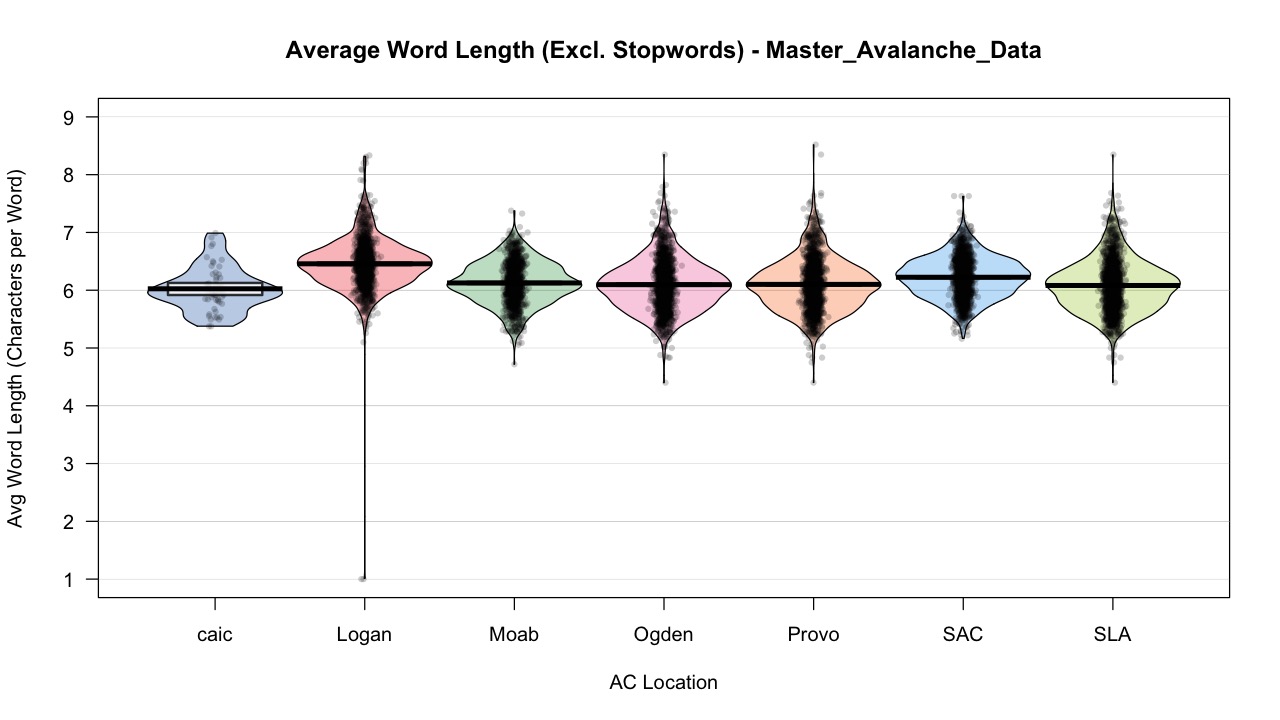 Average Word Length (Excl. Stopwords) - Master_Avalanche_Data
Avg Word Length (Characters per Word)
9
8
7
6
5
4
3
2
1
caic Logan Moab Ogden Provo SAC SLA
AC Location